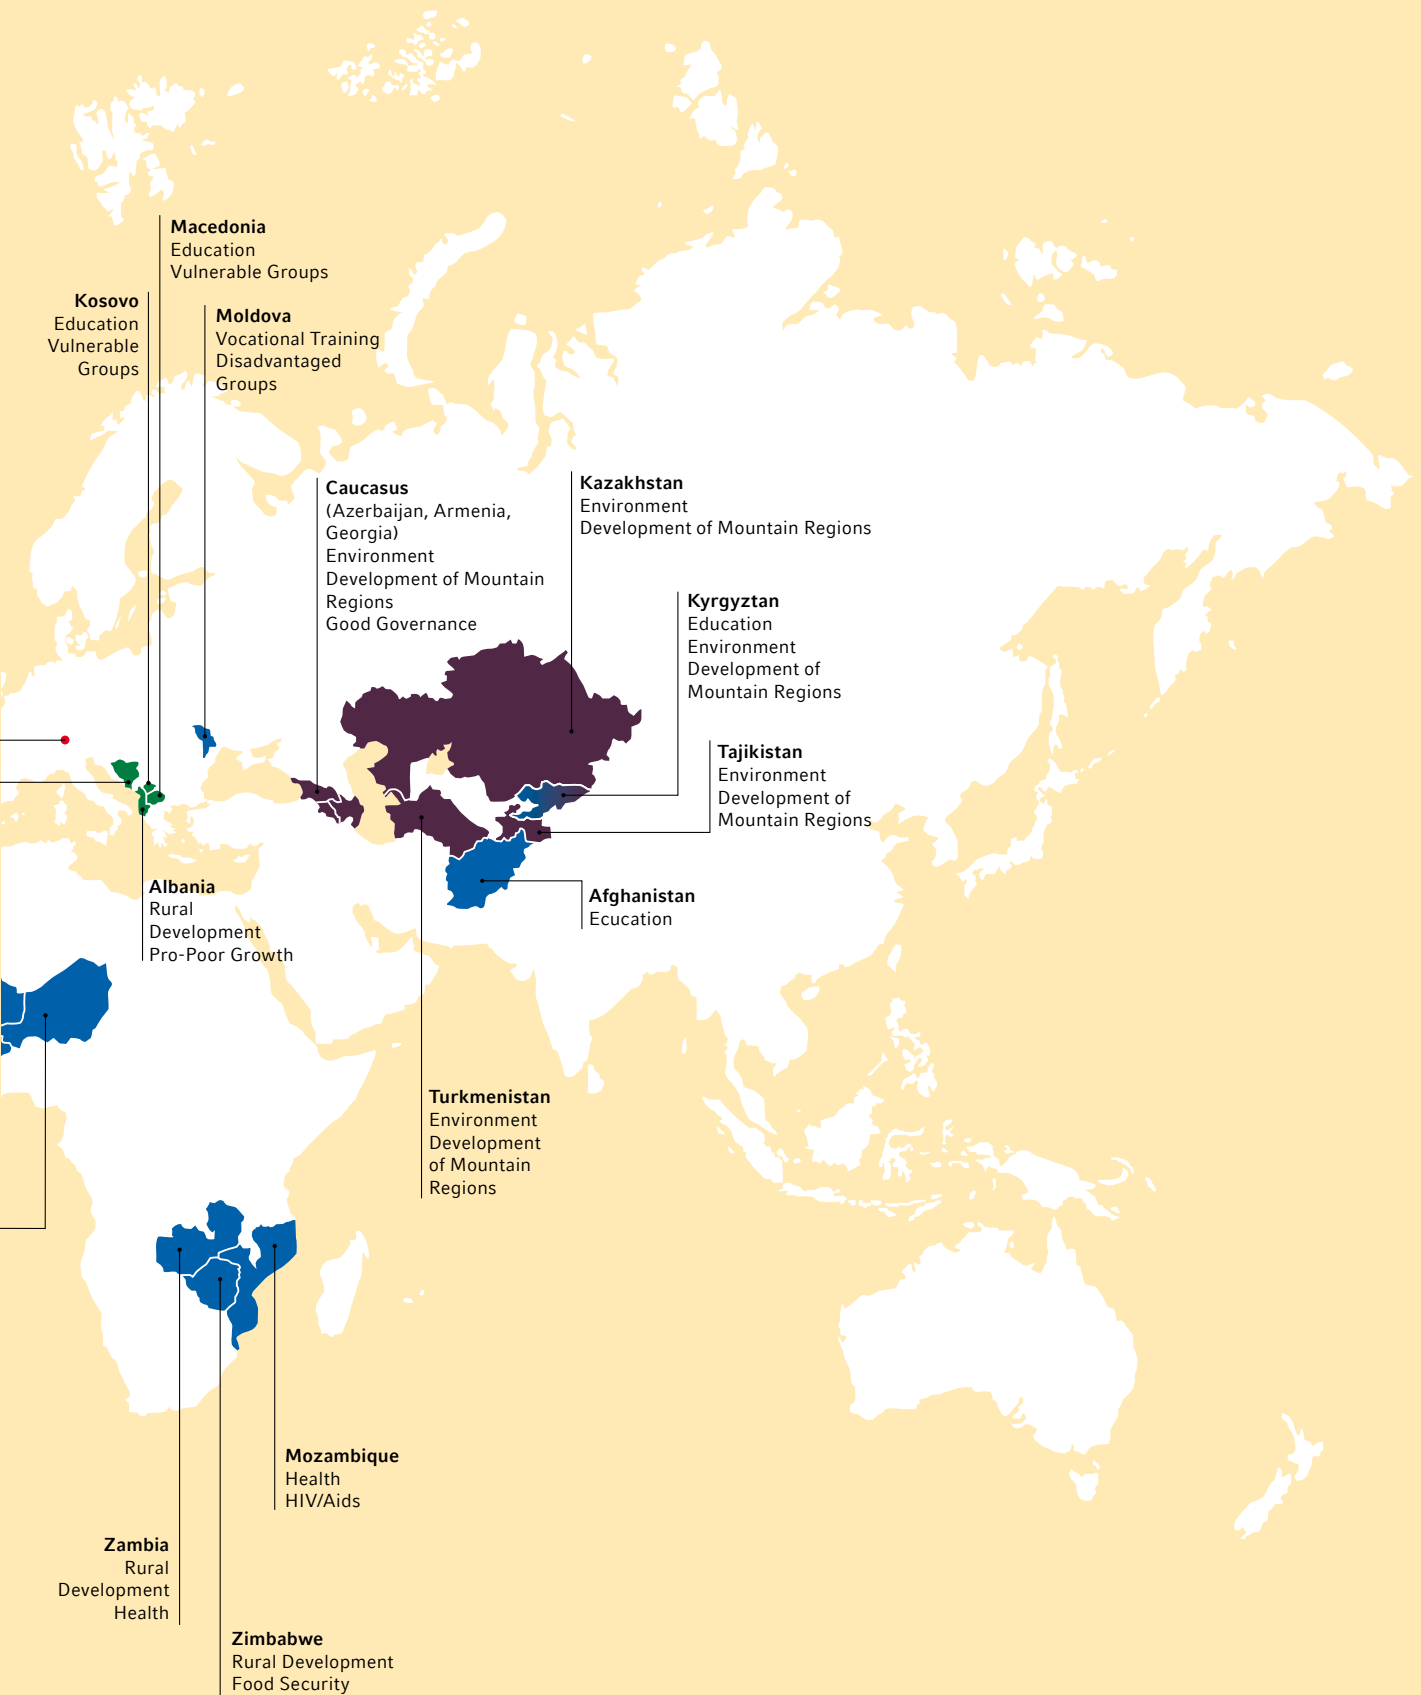 Macedonia
Education
Vulnerable Groups
Kosovo
Education
Vulnerable
Groups
Moldova
Vocational Training
Disadvantaged
Groups
Caucasus
(Azerbaijan, Armenia,
Georgia)
Environment
Development of Mountain
Regions
Good Governance
Kazakhstan
Environment
Development of Mountain Regions
Kyrgyztan
Education
Environment
Development of
Mountain Regions
Tajikistan
Environment
Development of
Mountain Regions
Albania
Rural
Development
Pro-Poor Growth
Afghanistan
Ecucation
Turkmenistan
Environment
Development
of Mountain
Regions
Mozambique
Health
HIV/Aids
Zambia
Rural
Development
Health
Zimbabwe
Rural Development
Food Security